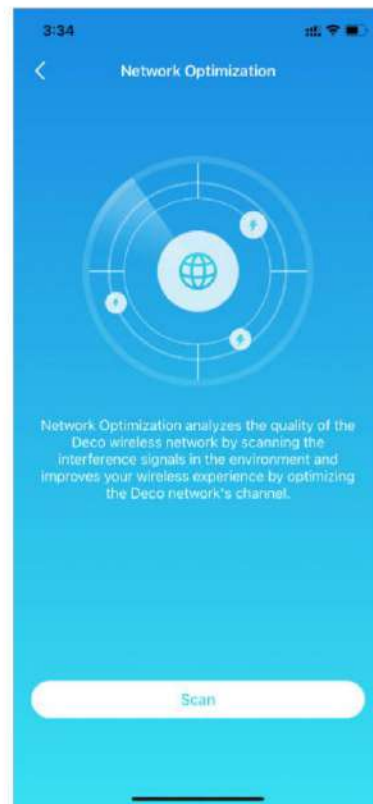 3:34
Network Optimization
Network Optimization analyzes the quality of the
Deco wireless network by scanning the
interference signals in the environment and
improves your wireless experience by optimizing
the Deco network's channel.
Scan